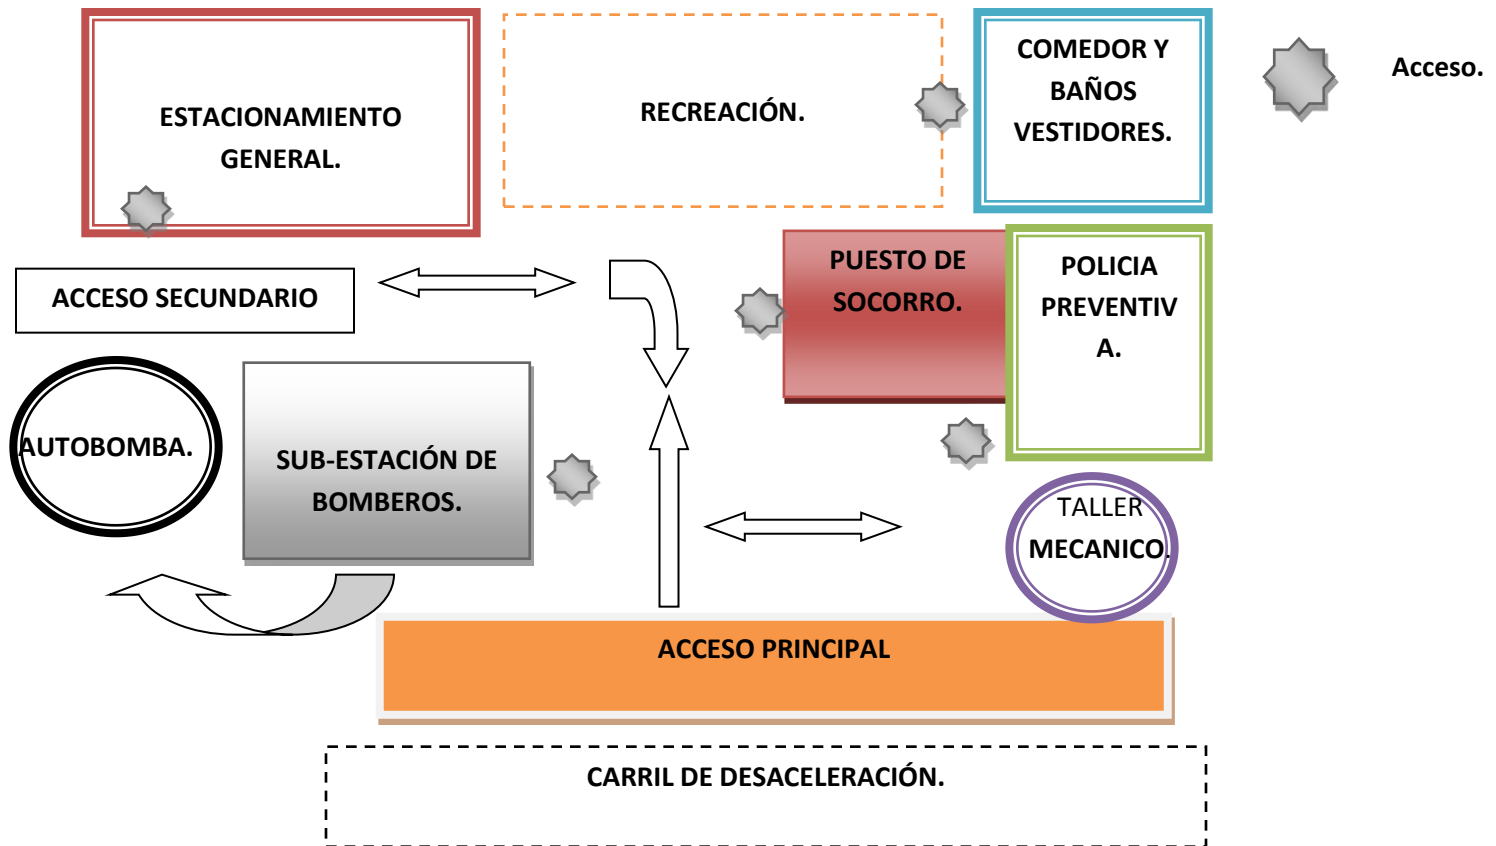 ESTACIONAMIENTO
GENERAL.
RECREACIÓN.
COMEDOR Y
BAÑOS
VESTIDORES.
Acceso.
ACCESO SECUNDARIO
PUESTO DE
SOCORRO.
POLICIA
PREVENTIV
A.
AUTOBOMBA.
SUB-ESTACIÓN DE
BOMBEROS.
TALLER
MECANICO.
ACCESO PRINCIPAL
CARRIL DE DESACELERACIÓN.